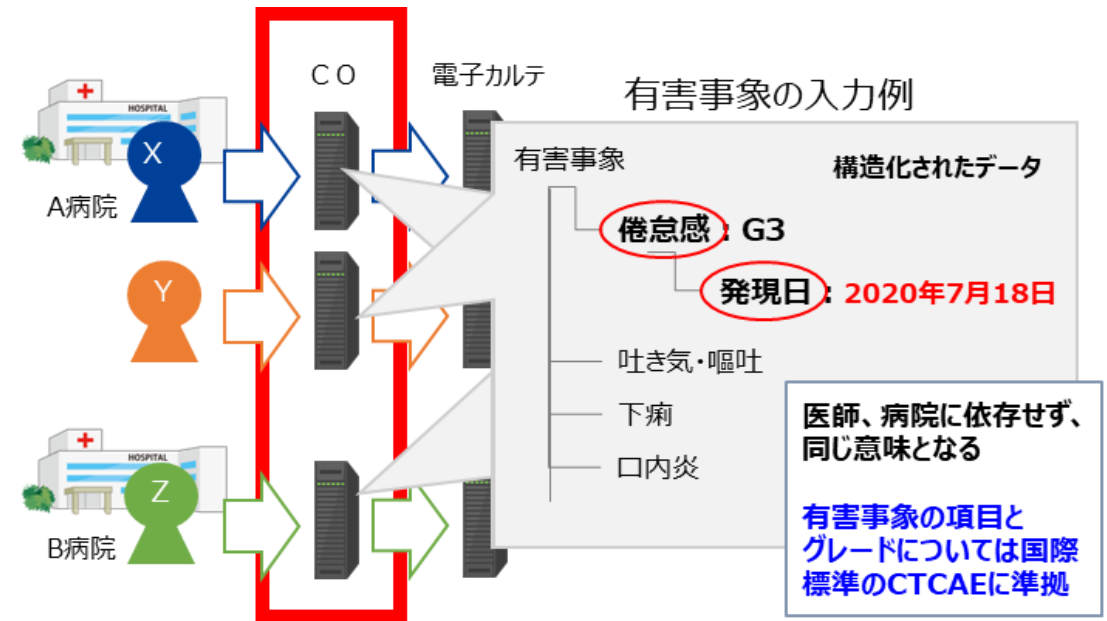 CO
電子カルテ
HOSPITAL
X
A病院
Y
HOSPITAL
Z
B病院
有害事象の入力例
有害事象
構造化されたデータ
倦怠感：G3
発現日：2020年7月18日
吐き気・嘔吐
下痢
口内炎
医師、病院に依存せず、
同じ意味となる
有害事象の項目と
グレードについては国際
標準のCTCAEに準拠